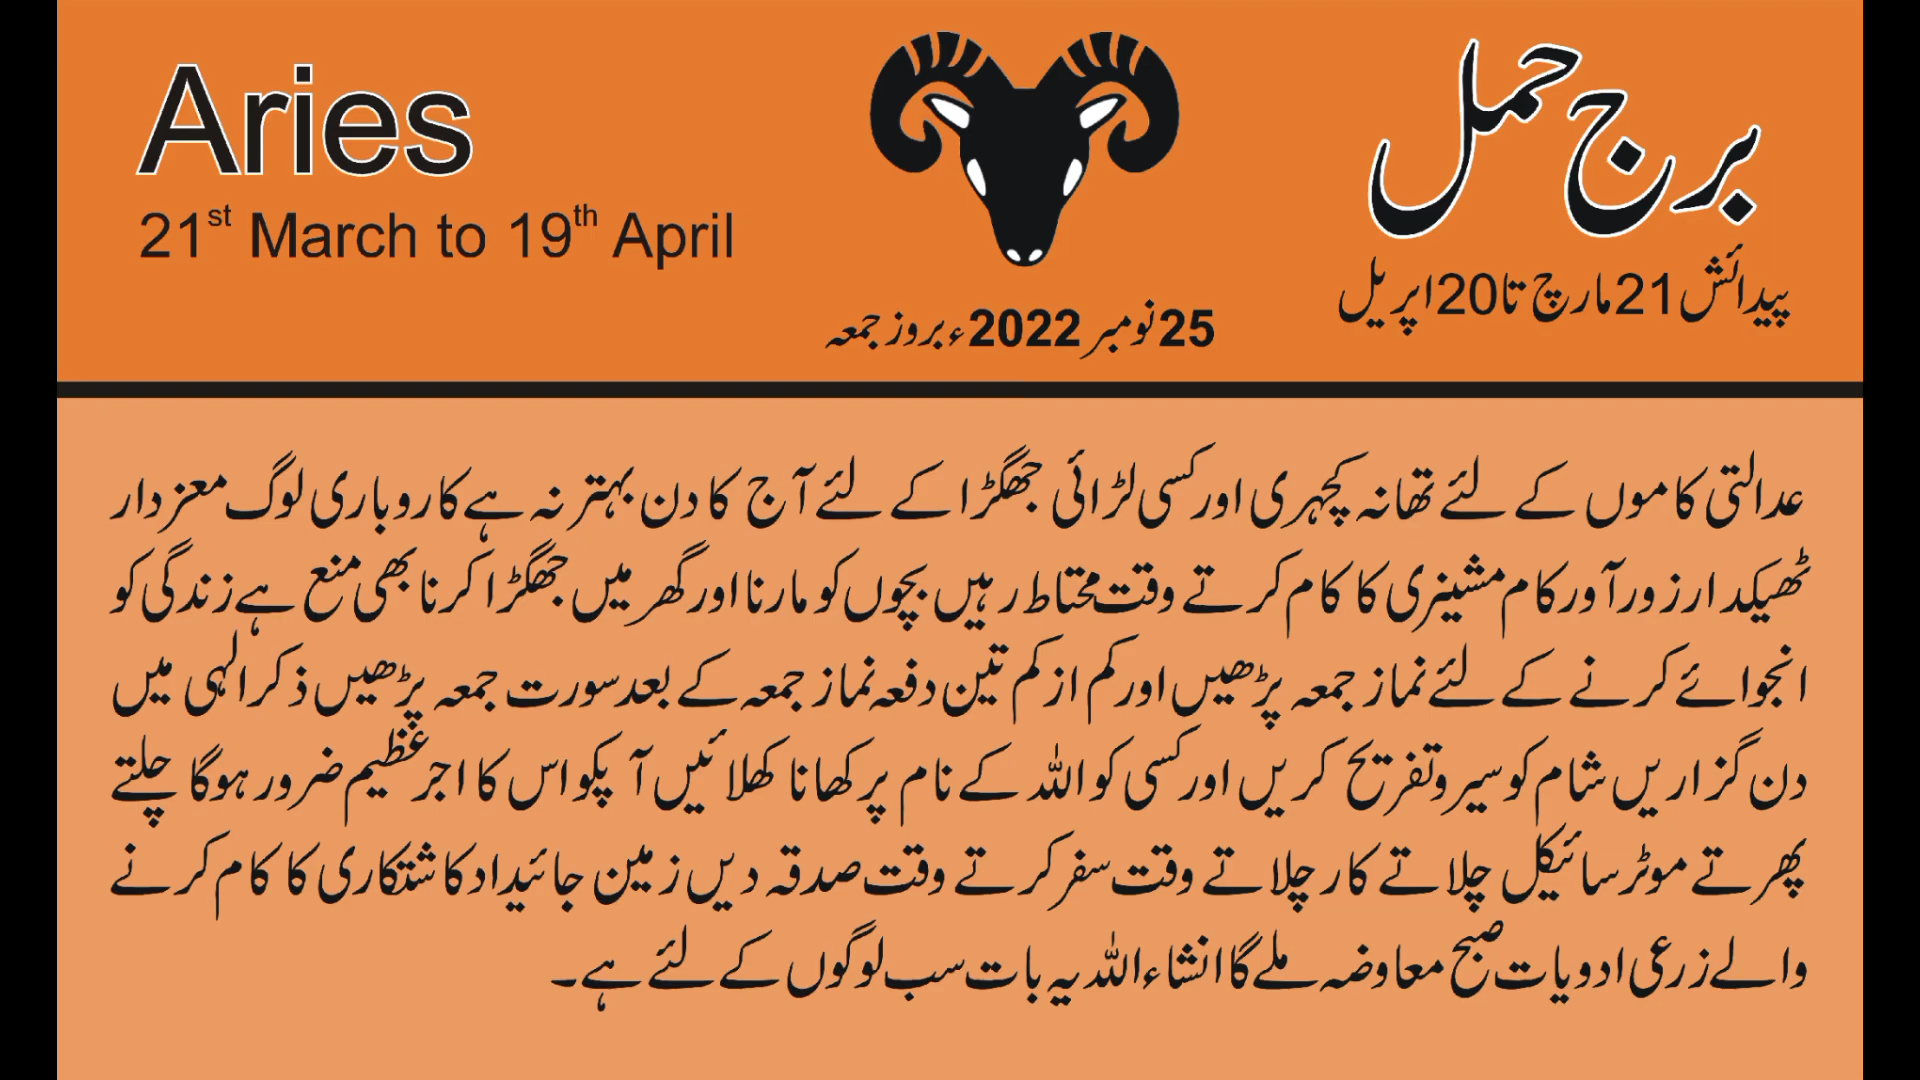 Aries
21st March to 19th April
برج حمل
پیدائش 21 مارچ تا 20 اپریل
25 نومبر 2022ء بروز جمعہ
عدالتی کاموں کے لئے تھانہ کچہری اور کسی لڑائی جھگڑا کے لئے آج کا دن بہتر نہ ہے کاروباری لوگ معزدار
ٹھیکدار زور آور کام مشینری کا کام کرتے وقت محتاط رہیں بچوں کو مارنا اور گھر میں جھگڑا کرنا بھی منع ہے زندگی کو
انجوائے کرنے کے لئے نماز جمعہ پڑھیں اور کم از کم تین دفعہ نماز جمعہ کے بعد سورت جمعہ پڑھیں ذکر الہی میں
دن گزاریں شام کو سیر و تفریح کریں اور کسی کو اللہ کے نام پر کھانا کھلائیں آپکو اس کا اجر عظیم ضرور ہوگا چلتے
پھرتے موٹر سائیکل چلاتے کار چلاتے وقت سفر کرتے وقت صدقہ دیں زمین جائیداد کاشتکاری کا کام کرنے
والے زرعی ادویات صبح معاوضہ ملے گا انشاء اللہ یہ بات سب لوگوں کے لئے ہے۔